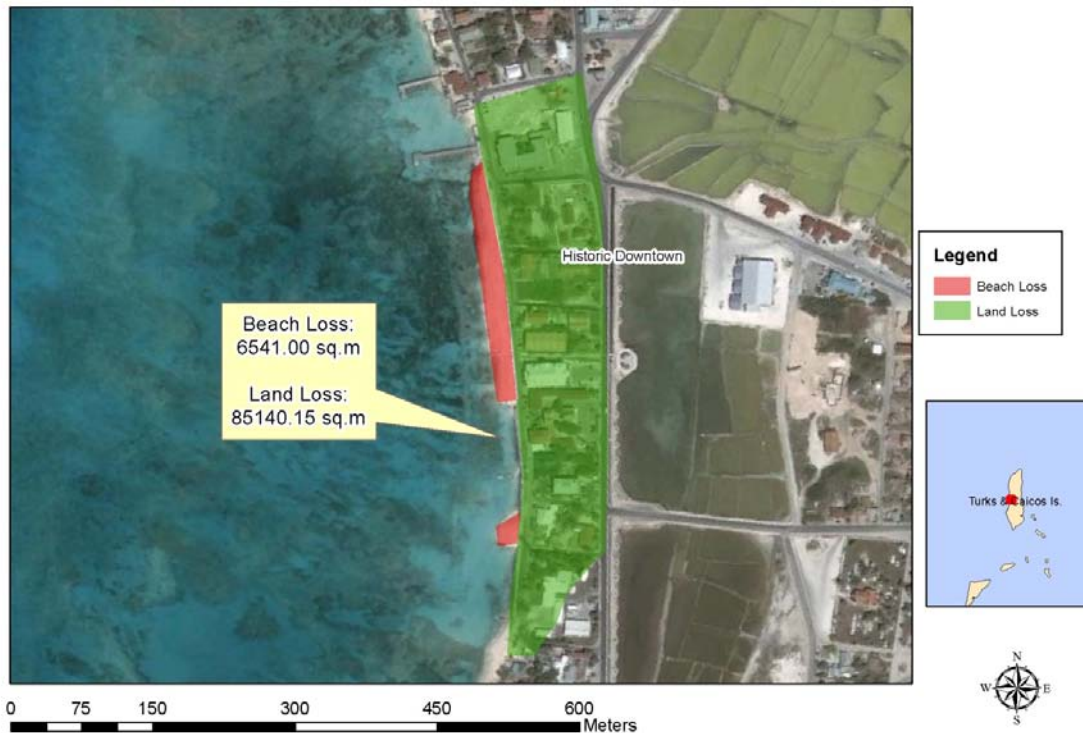 Historic Downtown
Beach Loss:
6541.00 sq.m
Land Loss:
85140.15 sq.m
Legend
Beach Loss
Land Loss
Turks & Caicos Is.
N
W E
S
0 75 150 300 450 600
Meters